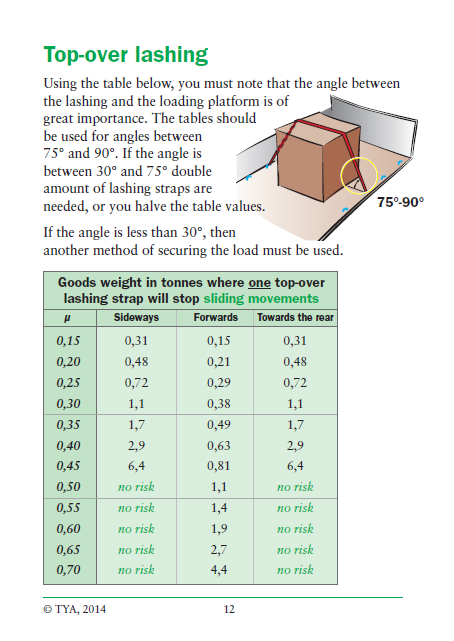 Top-over lashing
Using the table below, you must note that the angle between
the lashing and the loading platform is of
great importance. The tables should
be used for angles between
75° and 90°. If the angle is
between 30° and 75° double
amount of lashing straps are
needed, or you halve the table values.
75°-90°
If the angle is less than 30°, then
another method of securing the load must be used.
Goods weight in tonnes where one top-over
lashing strap will stop sliding movements
μ Sideways Forwards Towards the rear
0,15 0,31 0,15 0,31
0,20 0,48 0,21 0,48
0,25 0,72 0,29 0,72
0,30 1,1 0,38 1,1
0,35 1,7 0,49 1,7
0,40 2,9 0,63 2,9
0,45 6,4 0,81 6,4
0,50 no risk 1,1 no risk
0,55 no risk 1,4 no risk
0,60 no risk 1,9 no risk
0,65 no risk 2,7 no risk
0,70 no risk 4,4 no risk
© TYA, 2014 12